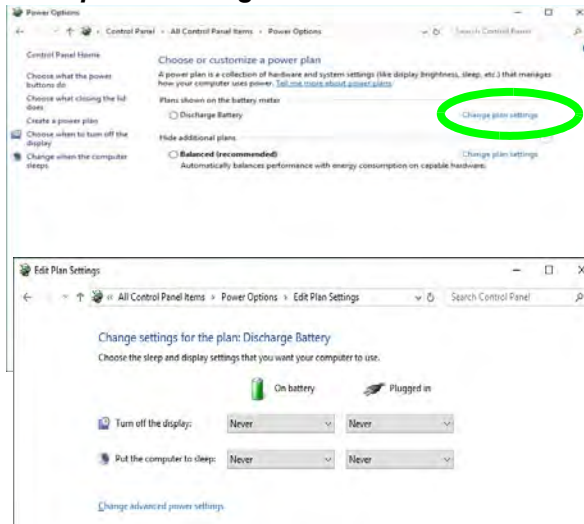 Power Options
Control Panel › All Control Panel Items › Power Options
Search Control Panel
Control Panel Home
Choose what the power buttons do
Choose what closing the lid does
Create a power plan
Choose when to turn off the display
Change when the computer sleeps
Choose or customize a power plan
A power plan is a collection of hardware and system settings (like display brightness, sleep, etc.) that manages
how your computer uses power. Tell me more about power plans
Plans shown on the battery meter
Discharge Battery
Change plan settings
Hide additional plans
Balanced (recommended)
Change plan settings
Automatically balances performance with energy consumption on capable hardware.
Edit Plan Settings
« All Control Panel Items › Power Options › Edit Plan Settings
Search Control Panel
Change settings for the plan: Discharge Battery
Choose the sleep and display settings that you want your computer to use.
On battery
Plugged in
Turn off the display:
Never
Never
Put the computer to sleep:
Never
Never
Change advanced power settings